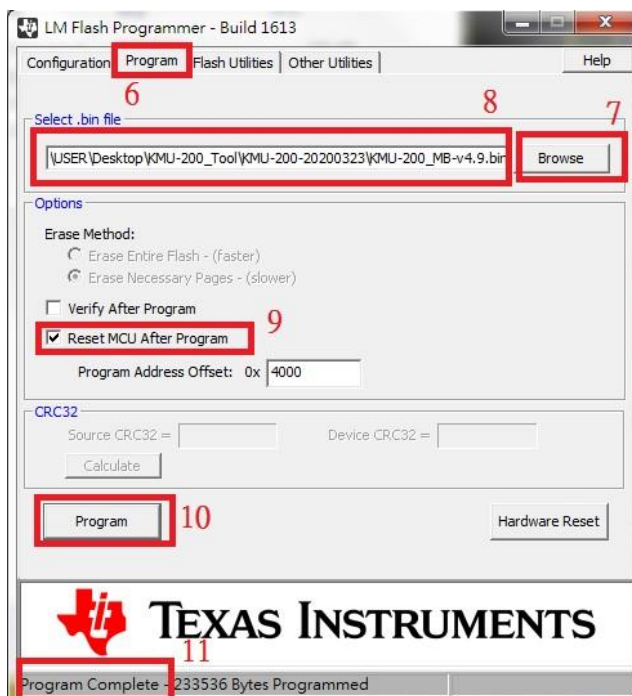 LM Flash Programmer - Build 1613
Configuration Program Flash Utilities Other Utilities Help
6
8
7
Select .bin file
\USER\Desktop\KMU-200_Tool\KMU-200-20200323\KMU-200_MB-v4.9.bin Browse
Options
Erase Method:
Erase Entire Flash - (faster)
Erase Necessary Pages - (slower)
Verify After Program
9
Reset MCU After Program
Program Address Offset: 0x 4000
CRC32
Source CRC32 = Device CRC32 =
Calculate
Program 10 Hardware Reset
TEXAS INSTRUMENTS
11
Program Complete - 233536 Bytes Programmed